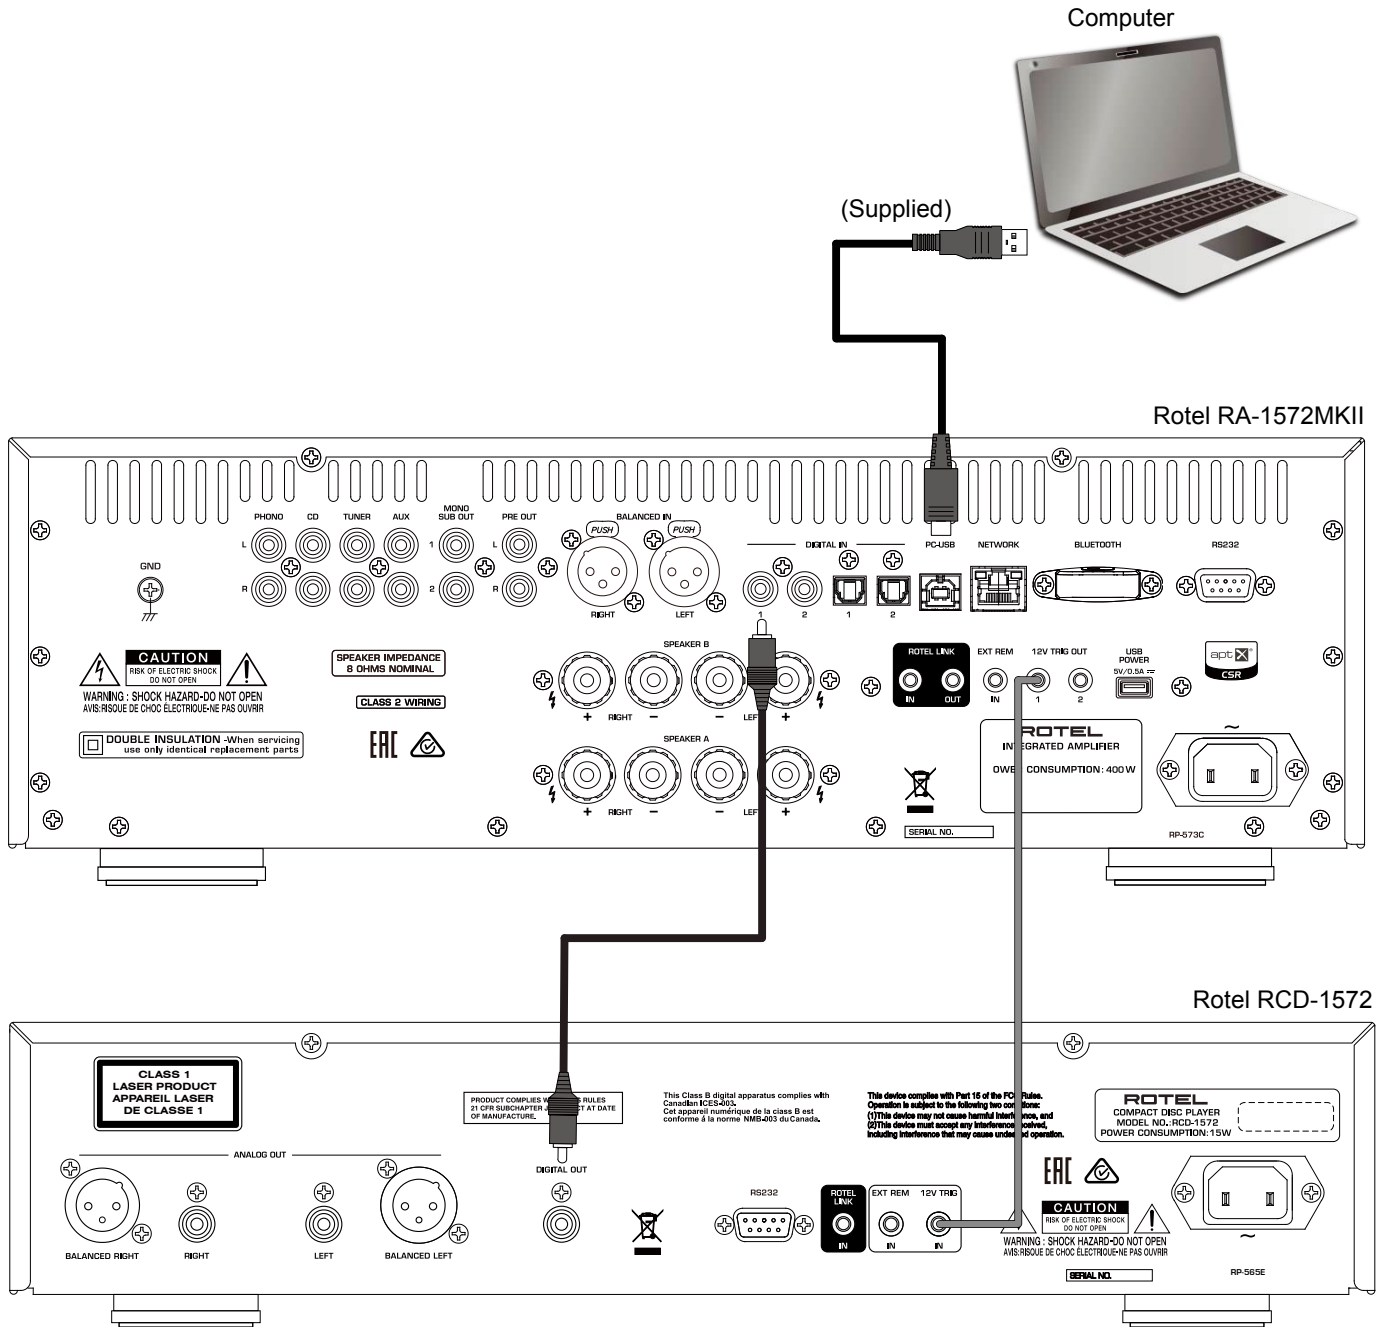 Computer
(Supplied)
Rotel RA-1572MKII
PHONO CD TUNER AUX MONO SUB OUT PRE OUT BALANCED IN
PUSH PUSH
DIGITAL IN PC-USB NETWORK BLUETOOTH RS232
GND
L 1 L
R 2 R
RIGHT LEFT 1 2 1 2
CAUTION
RISK OF ELECTRIC SHOCK
DO NOT OPEN
WARNING : SHOCK HAZARD-DO NOT OPEN
AVIS:RISQUE DE CHOC ÉLECTRIQUE-NE PAS OUVRIR
DOUBLE INSULATION -When servicing
use only identical replacement parts
SPEAKER IMPEDANCE
8 OHMS NOMINAL
CLASS 2 WIRING
EAC
SPEAKER B
+ RIGHT − − LEF +
SPEAKER A
+ RIGHT − − LEF +
ROTEL LINK
IN OUT
EXT REM
IN
12V TRIG OUT
1 2
USB
POWER
5V/0.5A
aptX
CSR
ROTEL
INTEGRATED AMPLIFIER
OWE CONSUMPTION: 400W
SERIAL NO.
~
RP-573C
Rotel RCD-1572
CLASS 1
LASER PRODUCT
APPAREIL LASER
DE CLASSE 1
PRODUCT COMPLIES W S RULES
21 CFR SUBCHAPTER J CT AT DATE
OF MANUFACTURE.
This Class B digital apparatus complies with
Canadian ICES-003.
Cet appareil numérique de la class B est
conforme á la norme NMB-003 du Canada.
This device complies with Part 15 of the FCC Rules.
Operation is subject to the following two conditions:
(1)This device may not cause harmful interference, and
(2)This device must accept any interference received,
including interference that may cause undesired operation.
ROTEL
COMPACT DISC PLAYER
MODEL NO.:RCD-1572
POWER CONSUMPTION:15W
ANALOG OUT
BALANCED RIGHT RIGHT LEFT BALANCED LEFT
DIGITAL OUT
RS232
ROTEL
LINK
IN
EXT REM 12V TRIG
IN IN
EAC
CAUTION
RISK OF ELECTRIC SHOCK
DO NOT OPEN
WARNING : SHOCK HAZARD-DO NOT OPEN
AVIS:RISQUE DE CHOC ÉLECTRIQUE-NE PAS OUVRIR
SERIAL NO.
~
RP-565E